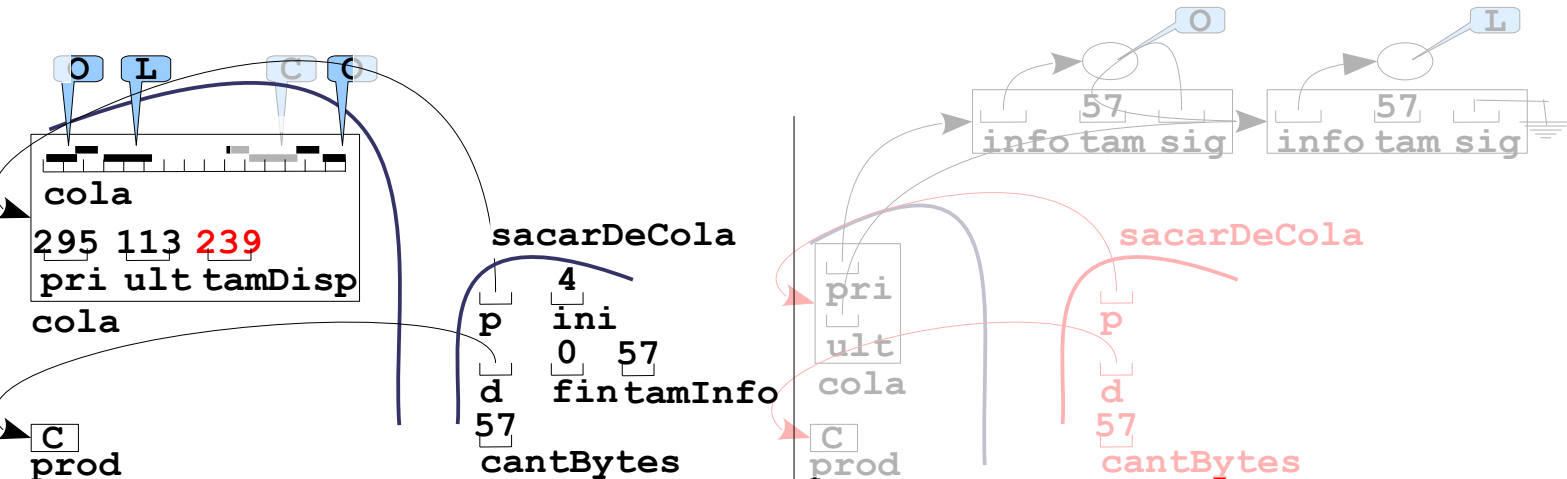 O L C O
cola
295 113 239
pri ult tamDisp
cola
sacarDeCola
4
p ini
0 57
d fin tamInfo
57
cantBytes
C
prod
O L
57 57
info tam sig info tam sig
pri
ult
cola
sacarDeCola
p
d
57
cantBytes
C
prod